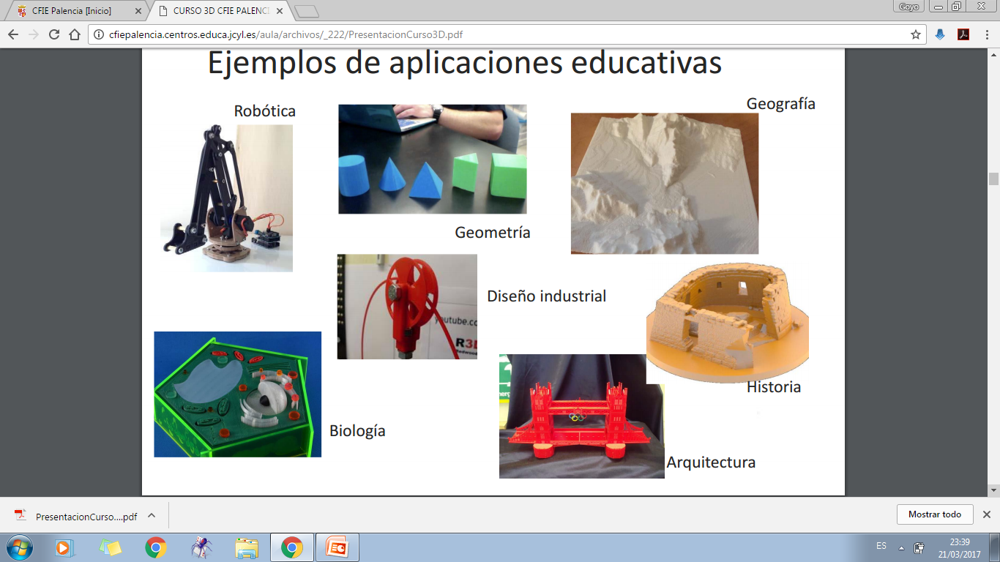 CFIE Palencia [Inicio]
CURSO 3D CFIE PALENCI
Goyo
cfiepalencia.centros.educa.jcyl.es/aula/archivos/_222/PresentacionCurso3D.pdf
Ejemplos de aplicaciones educativas
Robótica
Geografía
Geometría
Diseño industrial
youtube.co
R3D
Redwood
Historia
Biología
Arquitectura
PresentacionCurso....pdf
Mostrar todo
ES
23:39
21/03/2017